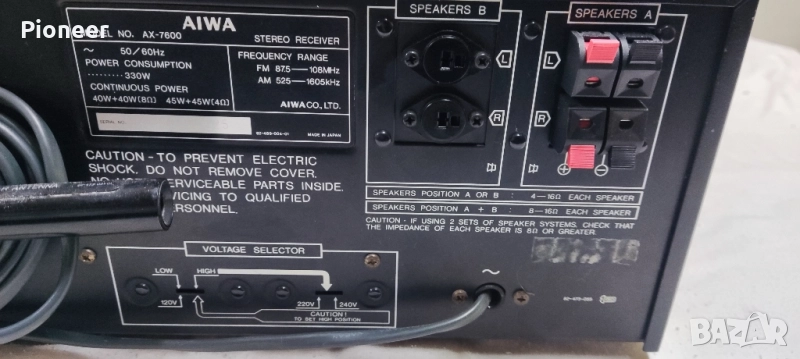 Pioneer
AIWA
MODEL NO. AX-7600
STEREO RECEIVER
～ 50/60Hz
POWER CONSUMPTION
·········330W
CONTINUOUS POWER
40W+40W(8Ω) 45W+45W(4Ω)
FREQUENCY RANGE
FM 87.5—108MHz
AM 525—1605kHz
AIWA CO., LTD.
SERIAL NO.
MADE IN JAPAN
SPEAKERS B
SPEAKERS A
L
R
L
R
+ −
CAUTION - TO PREVENT ELECTRIC
SHOCK, DO NOT REMOVE COVER.
SERVICEABLE PARTS INSIDE.
VICING TO QUALIFIED
PERSONNEL.
SPEAKERS POSITION A OR B : 4—16Ω EACH SPEAKER
SPEAKERS POSITION A + B : 8—16Ω EACH SPEAKER
CAUTION - IF USING 2 SETS OF SPEAKER SYSTEMS, CHECK THAT
THE IMPEDANCE OF EACH SPEAKER IS 8Ω OR GREATER.
VOLTAGE SELECTOR
LOW HIGH
120V 220V 240V
CAUTION!
TO SET HIGH POSITION
～
BAZAR.bg